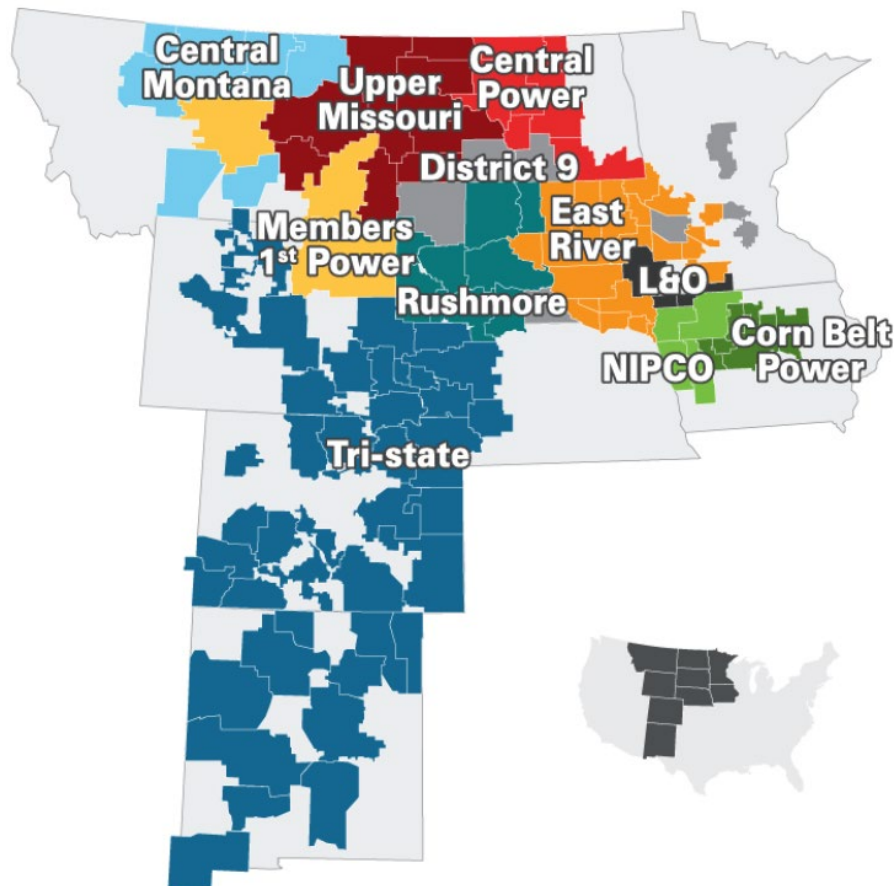 Central
Montana
Upper
Missouri
Central
Power
District 9
Members
1st Power
East
River
L&O
Rushmore
NIPCO
Corn Belt
Power
Tri-state